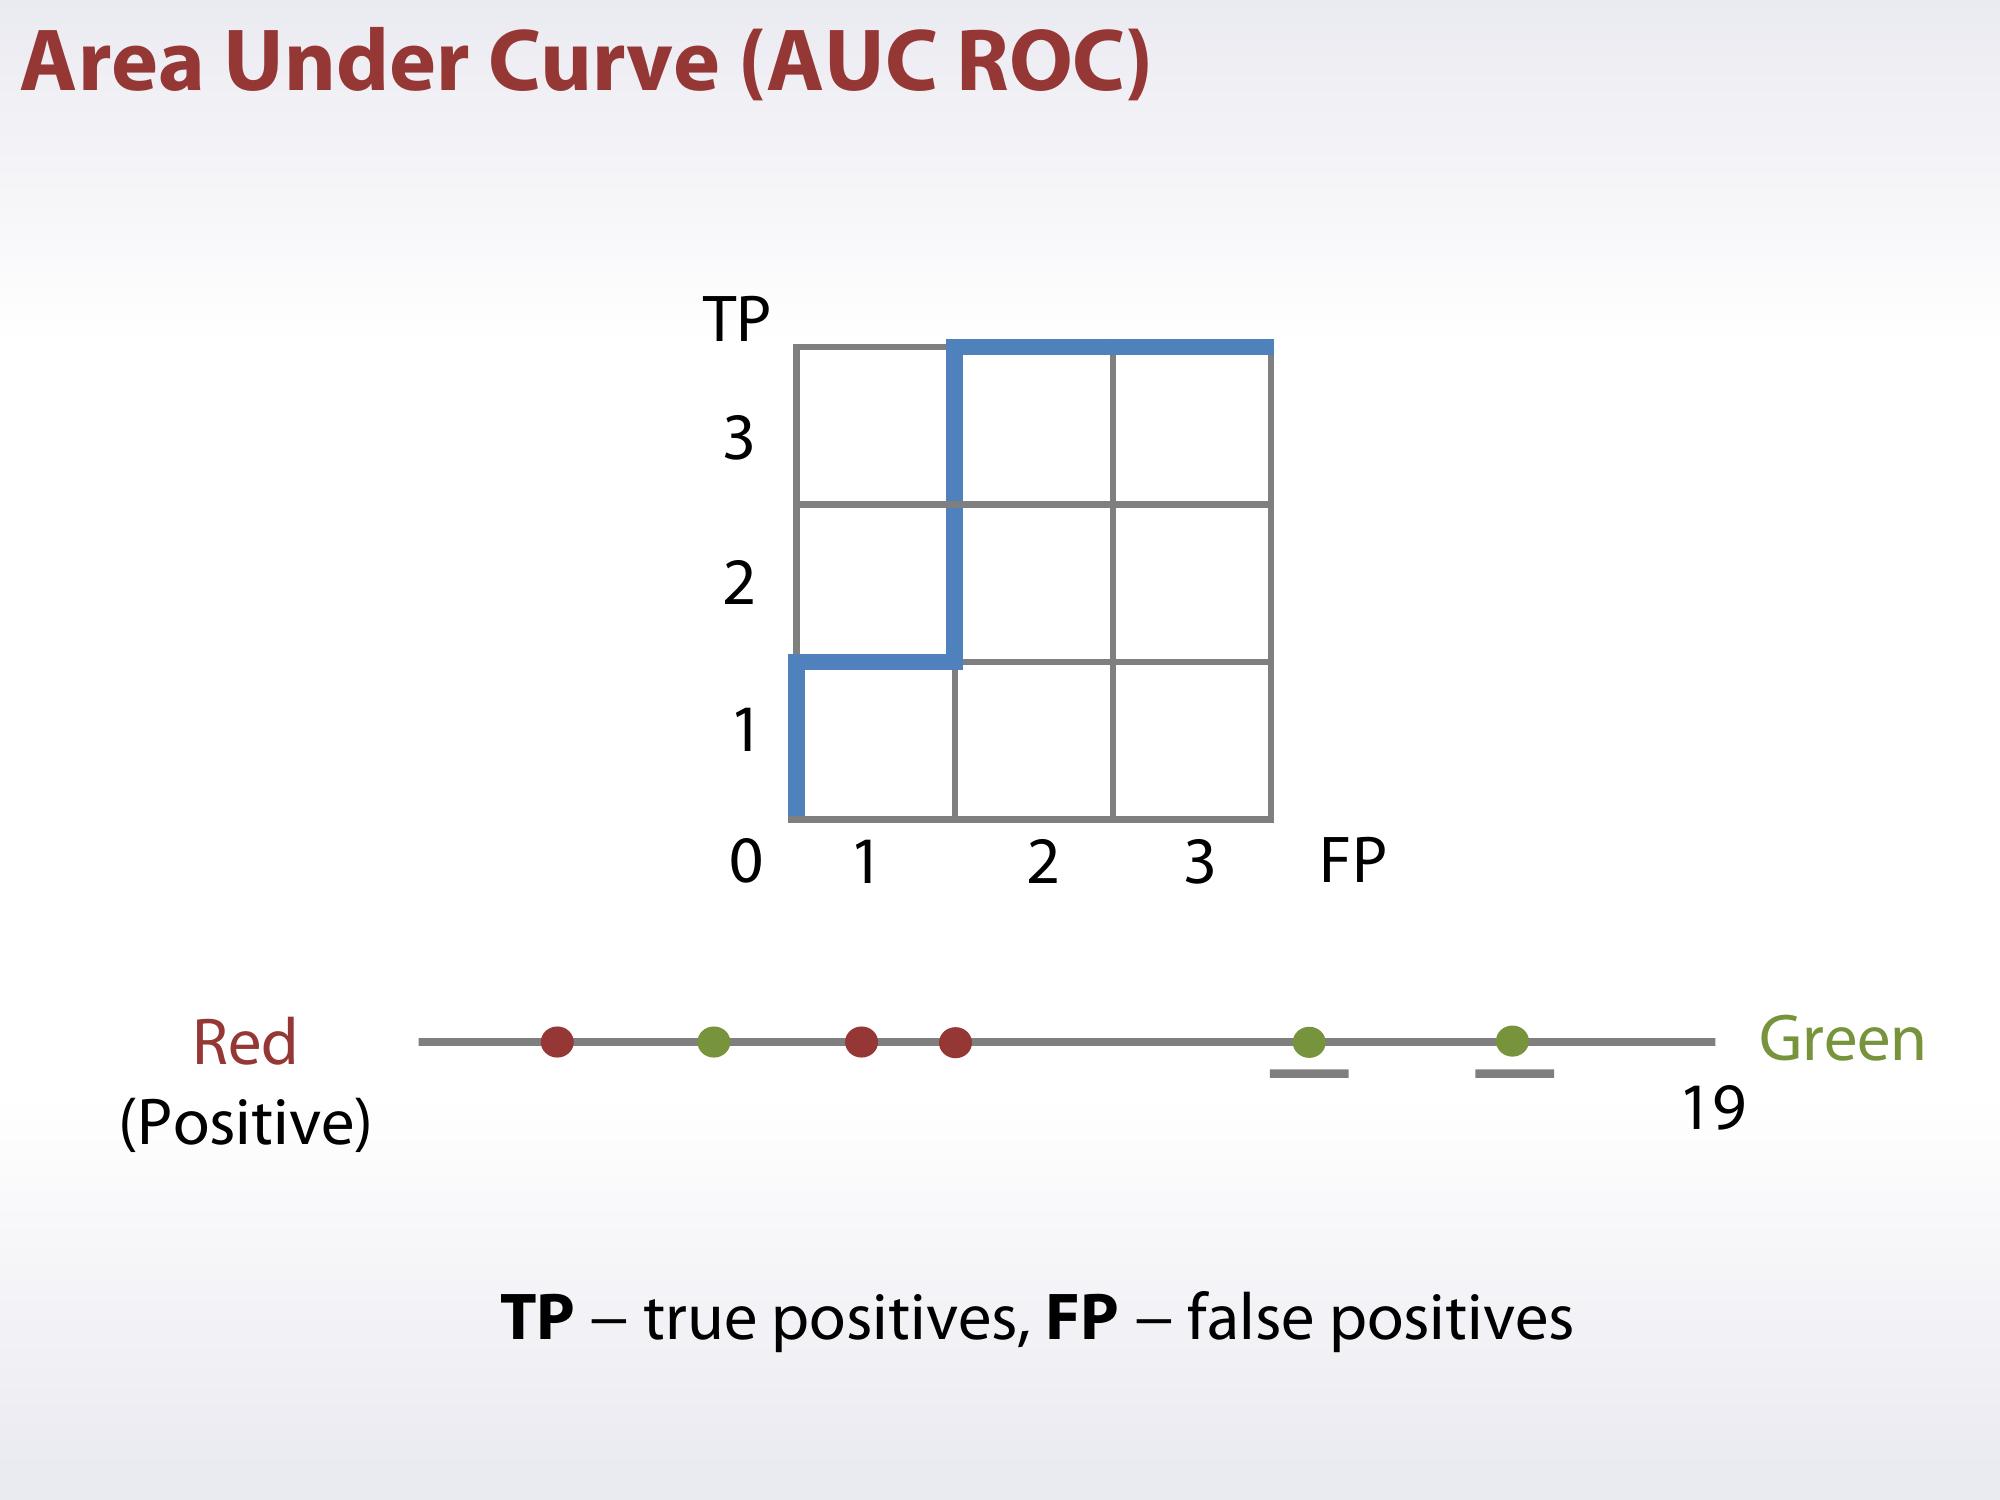 Area Under Curve (AUC ROC)
TP
3
2
1
0 1 2 3 FP
Red Green
(Positive) 19
TP – true positives, FP – false positives